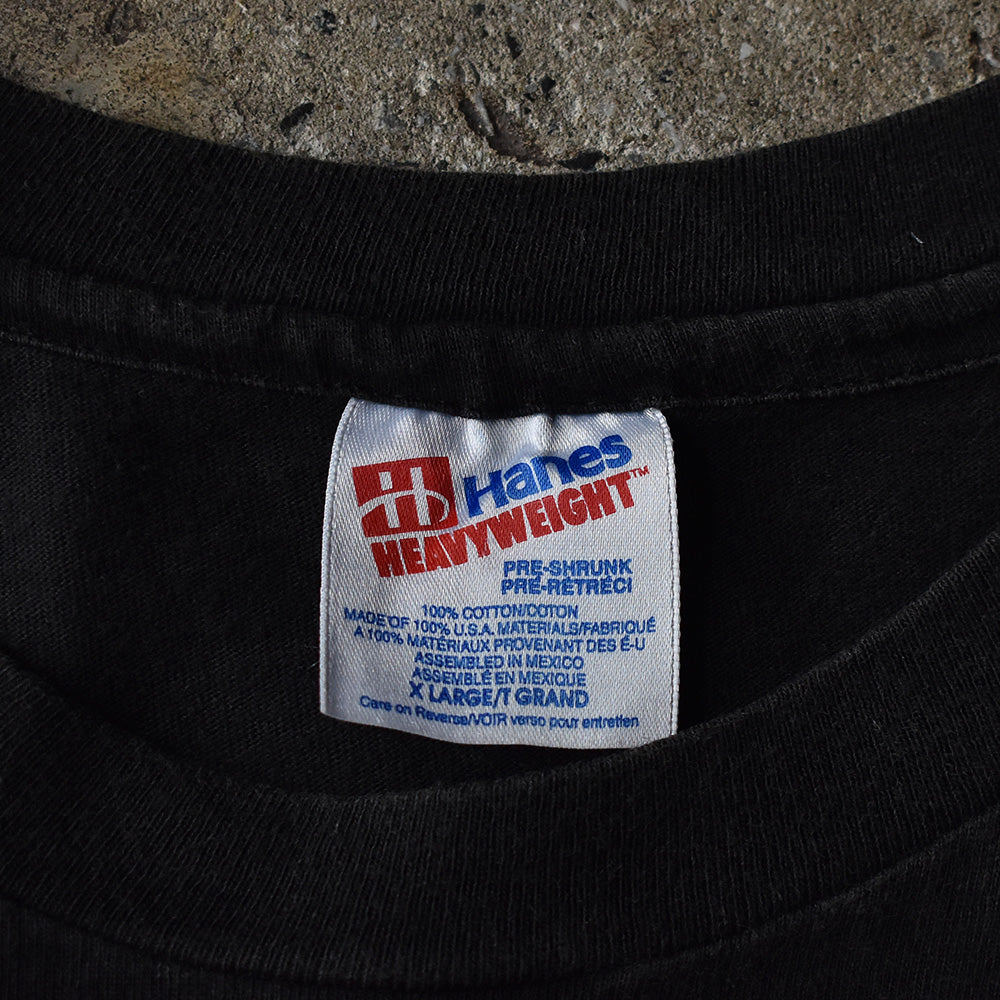 Hanes
HEAVYWEIGHT™
PRE-SHRUNK
PRÉ-RÉTRÉCI
100% COTTON/COTON
MADE OF 100% U.S.A. MATERIALS/FABRIQUÉ
A 100% MATÉRIAUX PROVENANT DES É-U
ASSEMBLED IN MEXICO
ASSEMBLÉ EN MEXIQUE
X LARGE/T GRAND
Care on Reverse/VOIR verso pour entretien